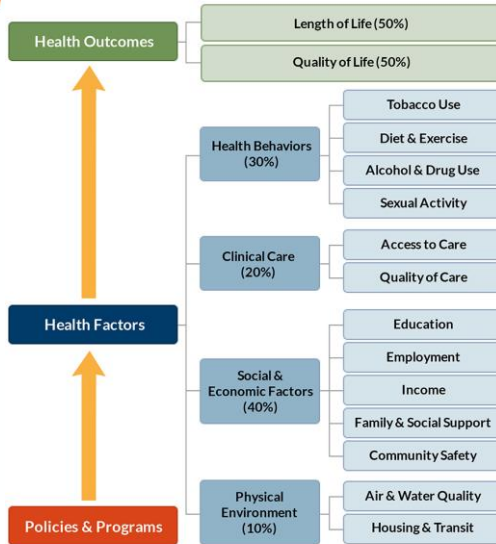 Health Outcomes
Length of Life (50%)
Quality of Life (50%)
Health Behaviors
(30%)
Tobacco Use
Diet & Exercise
Alcohol & Drug Use
Sexual Activity
Clinical Care
(20%)
Access to Care
Quality of Care
Health Factors
Social &
Economic Factors
(40%)
Education
Employment
Income
Family & Social Support
Community Safety
Physical
Environment
(10%)
Air & Water Quality
Housing & Transit
Policies & Programs